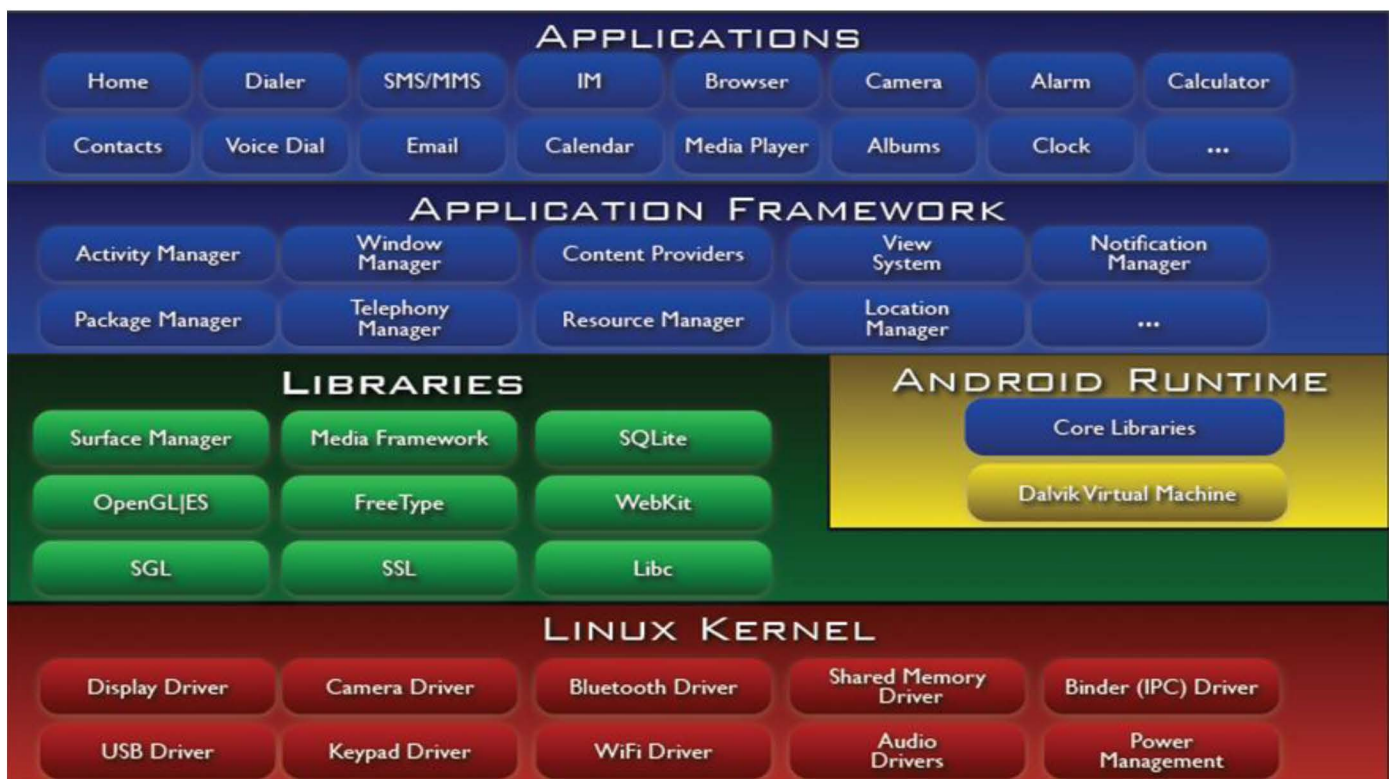 APPLICATIONS
Home
Dialer
SMS/MMS
IM
Browser
Camera
Alarm
Calculator
Contacts
Voice Dial
Email
Calendar
Media Player
Albums
Clock
...
APPLICATION FRAMEWORK
Activity Manager
Window
Manager
Content Providers
View
System
Notification
Manager
Package Manager
Telephony
Manager
Resource Manager
Location
Manager
...
LIBRARIES
Surface Manager
Media Framework
SQLite
OpenGL|ES
FreeType
WebKit
SGL
SSL
Libc
ANDROID RUNTIME
Core Libraries
Dalvik Virtual Machine
LINUX KERNEL
Display Driver
Camera Driver
Bluetooth Driver
Shared Memory
Driver
Binder (IPC) Driver
USB Driver
Keypad Driver
WiFi Driver
Audio
Drivers
Power
Management